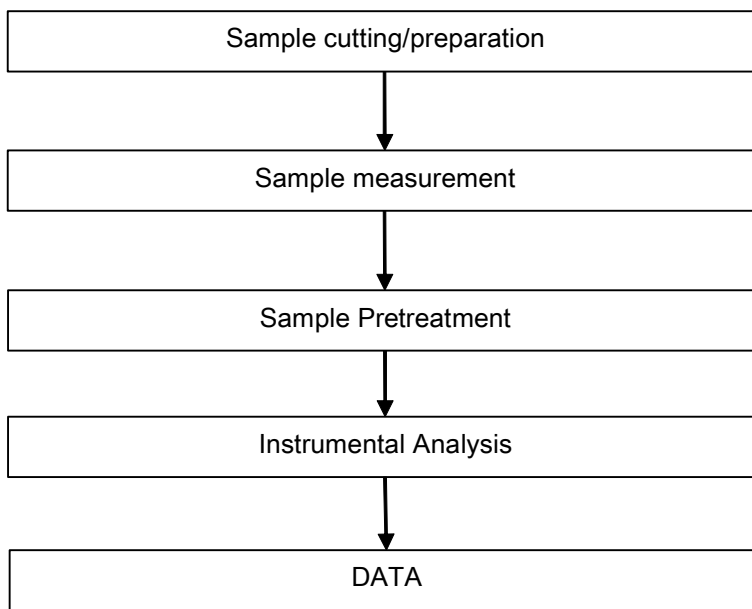 Sample cutting/preparation
Sample measurement
Sample Pretreatment
Instrumental Analysis
DATA